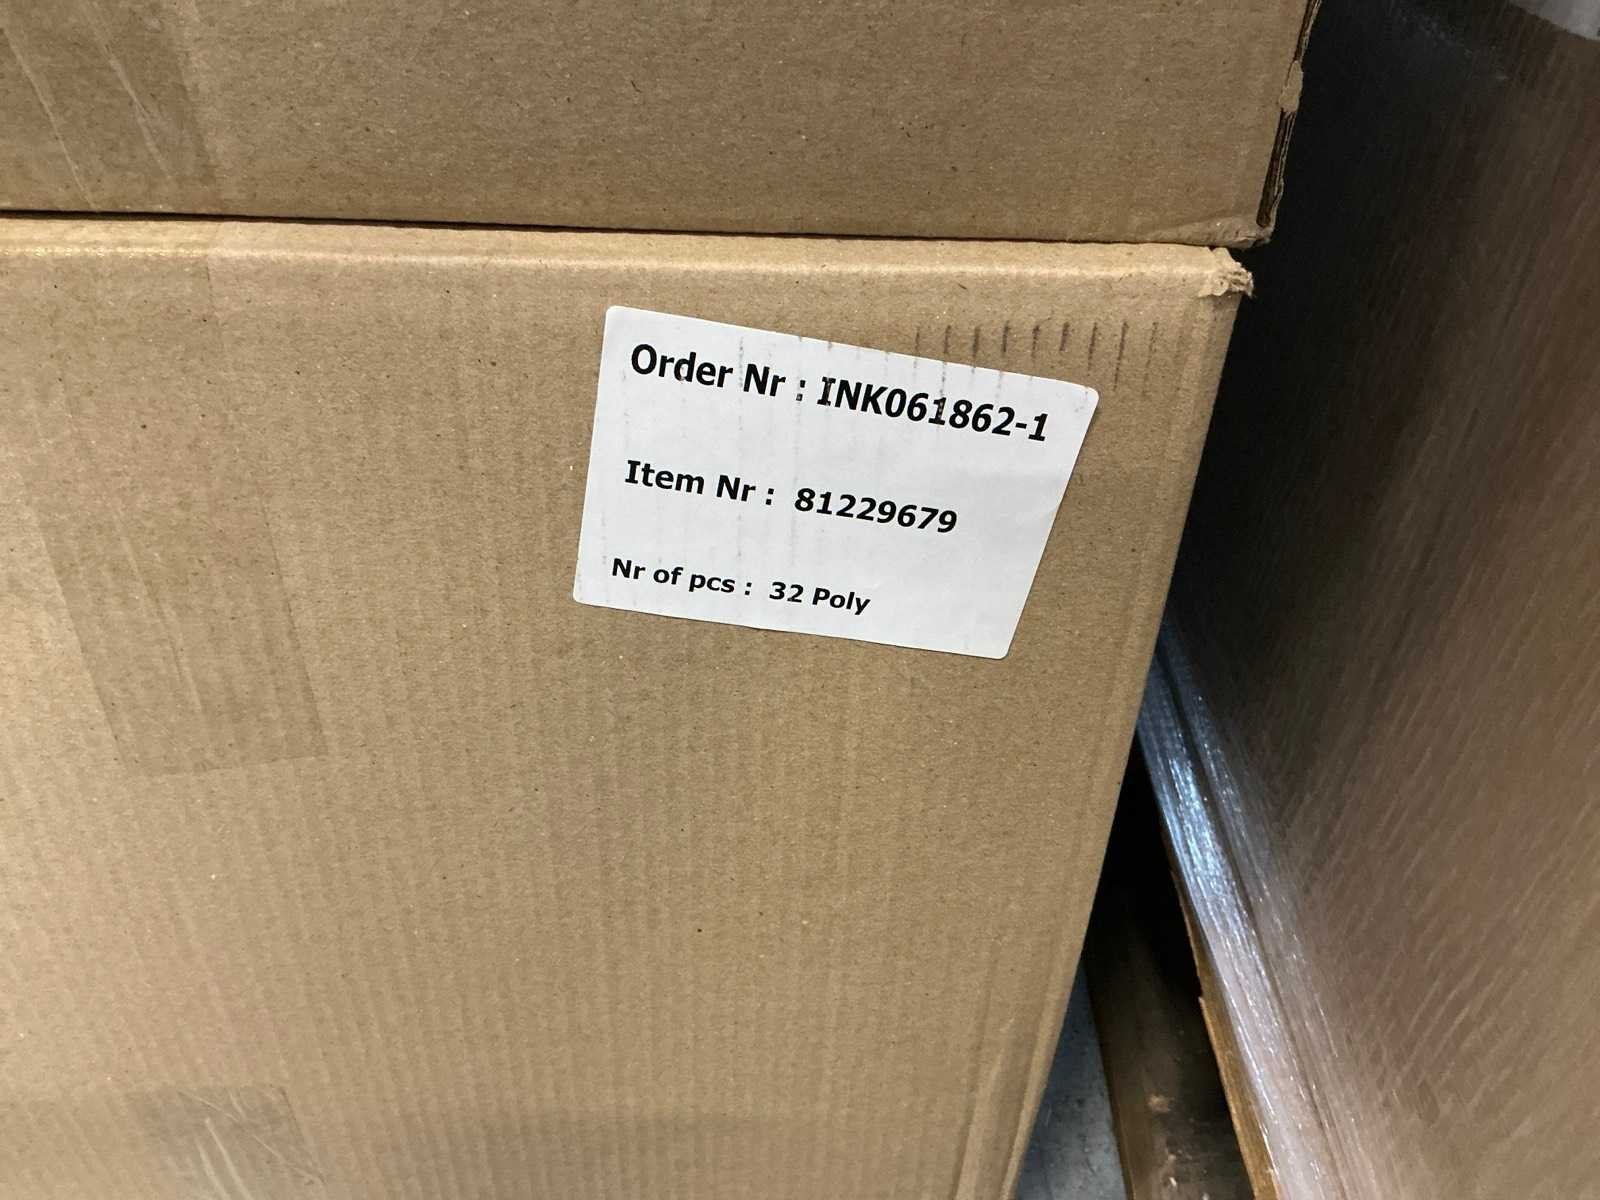 Order Nr : INK061862-1
Item Nr : 81229679
Nr of pcs : 32 Poly